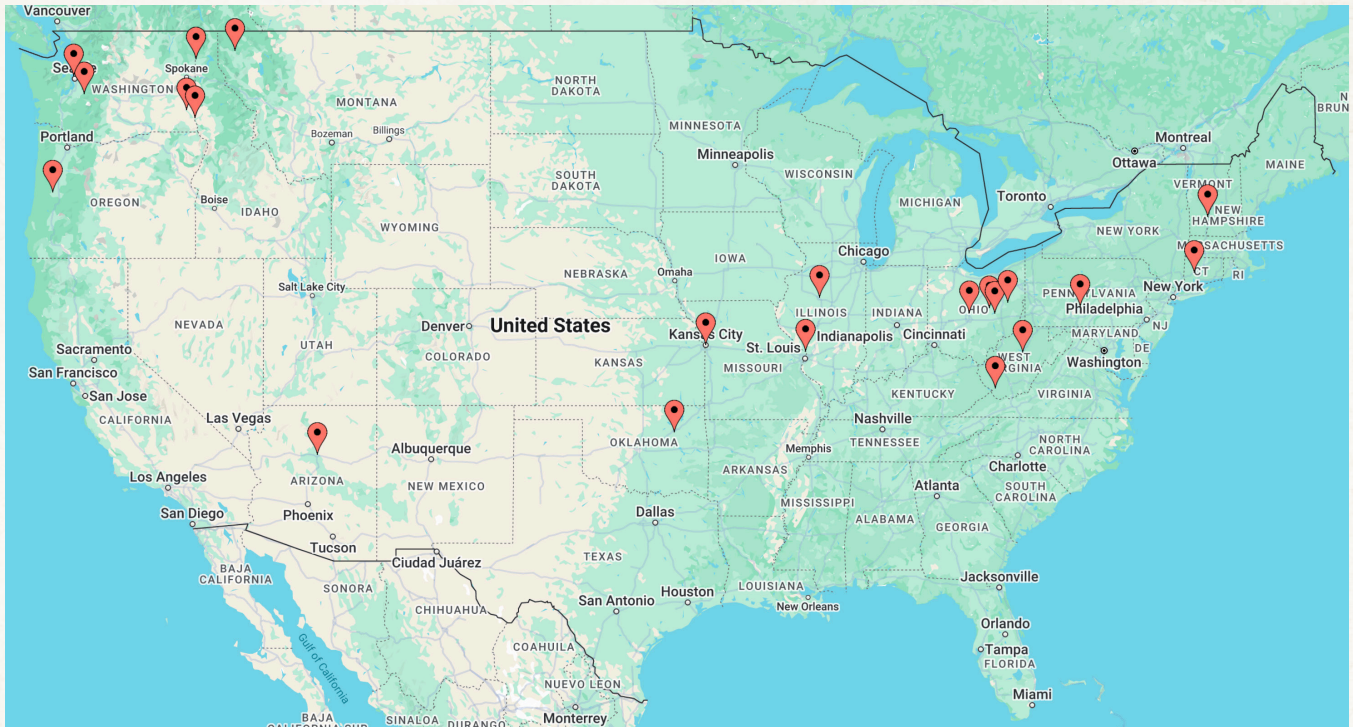 Vancouver
Spokane
WASHINGTON
MONTANA
NORTH
DAKOTA
MINNESOTA
Montreal
Ottawa
MAINE
Portland
Bozeman
Billings
Minneapolis
WISCONSIN
SOUTH
DAKOTA
VERMONT
OREGON
Boise
IDAHO
MICHIGAN
Toronto
NEW
HAMPSHIRE
WYOMING
NEW YORK
MASSACHUSETTS
Chicago
IOWA
NEBRASKA
Omaha
CT
RI
Salt Lake City
PENNSYLVANIA
New York
ILLINOIS
INDIANA
OHIO
Philadelphia
NEVADA
Denver
United States
Kansas City
Indianapolis
Cincinnati
MARYLAND
NJ
Sacramento
UTAH
COLORADO
St. Louis
DE
San Francisco
KANSAS
MISSOURI
WEST
VIRGINIA
Washington
San Jose
KENTUCKY
VIRGINIA
CALIFORNIA
Las Vegas
Nashville
OKLAHOMA
TENNESSEE
NORTH
CAROLINA
Albuquerque
Memphis
Charlotte
Los Angeles
ARIZONA
NEW MEXICO
ARKANSAS
SOUTH
CAROLINA
Atlanta
San Diego
Phoenix
Dallas
MISSISSIPPI
ALABAMA
GEORGIA
Tucson
Ciudad Juárez
TEXAS
BAJA
CALIFORNIA
SONORA
LOUISIANA
Jacksonville
CHIHUAHUA
San Antonio
Houston
New Orleans
Orlando
Gulf of California
COAHUILA
Tampa
FLORIDA
NUEVO LEON
Miami
BAJA
SINALOA
DURANGO
Monterrey